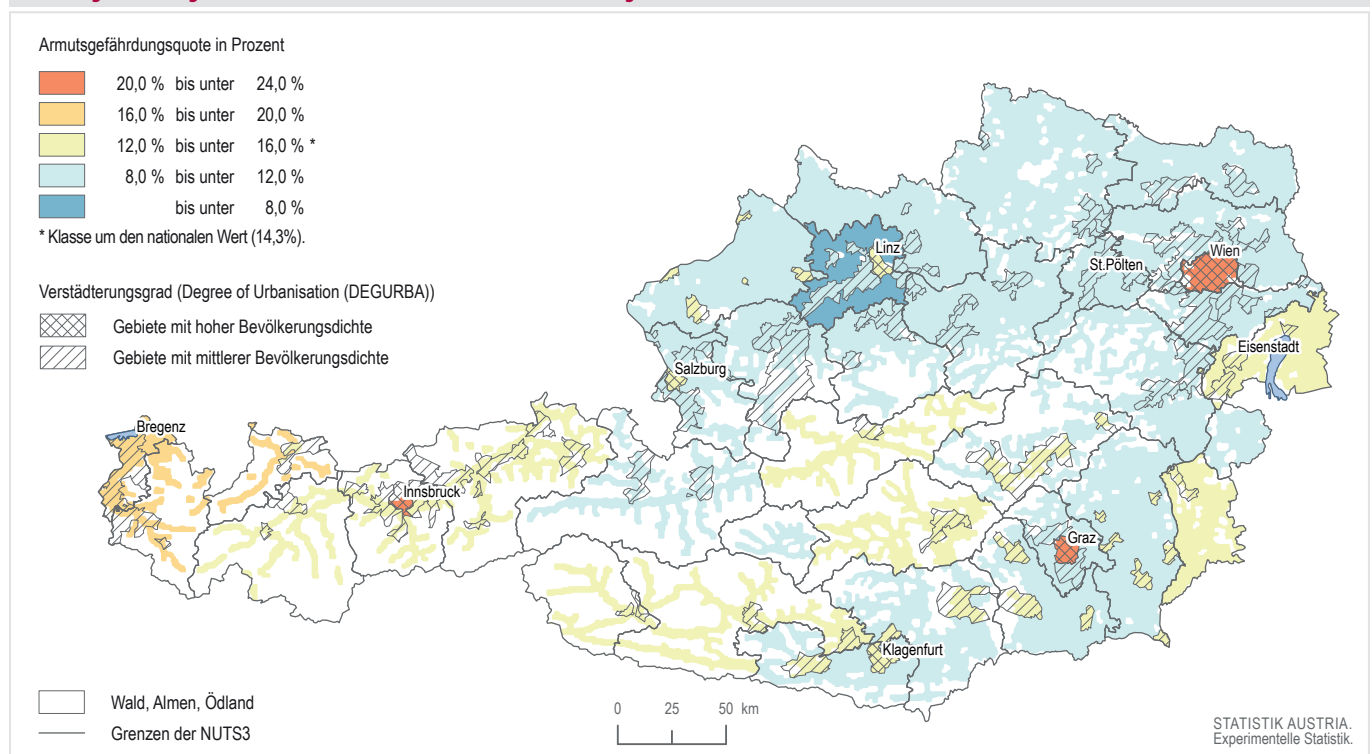 Armutsgefährdungsquote in Prozent
20,0 % bis unter 24,0 %
16,0 % bis unter 20,0 %
12,0 % bis unter 16,0 % *
8,0 % bis unter 12,0 %
bis unter 8,0 %
* Klasse um den nationalen Wert (14,3%).
Verstädterungsgrad (Degree of Urbanisation (DEGURBA))
Gebiete mit hoher Bevölkerungsdichte
Gebiete mit mittlerer Bevölkerungsdichte
Linz
Wien
St.Pölten
Eisenstadt
Salzburg
Bregenz
Innsbruck
Graz
Klagenfurt
Wald, Almen, Ödland
Grenzen der NUTS3
0 25 50 km
STATISTIK AUSTRIA.
Experimentelle Statistik.